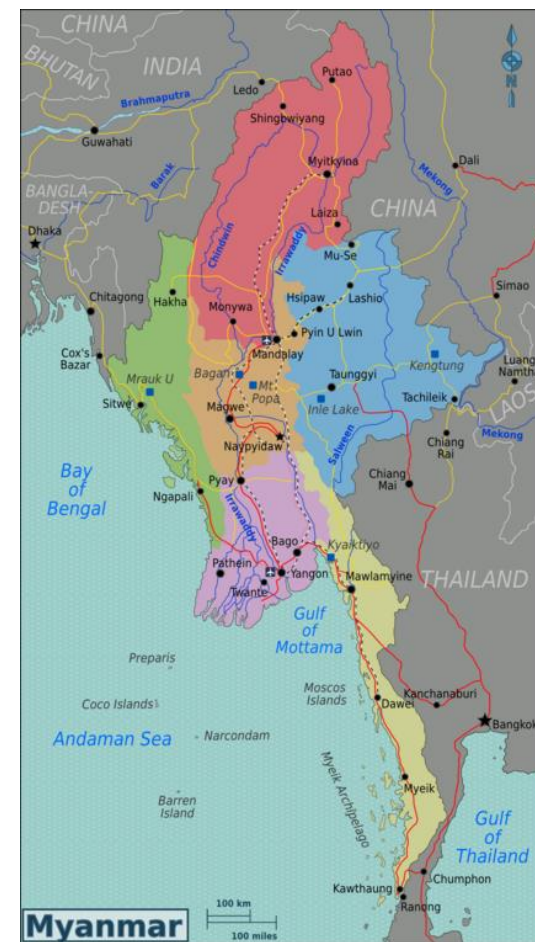 CHINA
BHUTAN
INDIA
Putao
Ledo
N
Brahmaputra
Shingbwiyang
Guwahati
Myitkyina
Dali
Barak
Mekong
BANGLA-
DESH
CHINA
Laiza
Dhaka
Chindwin
Irrawaddy
Mu-Se
Simao
Hsipaw
Lashio
Chitagong
Hakha
Monywa
Pyin U Lwin
Mandalay
Cox's
Bazar
Kengtung
Luang
Namtha
Bagan
Mt
Popa
Taunggyi
Mrauk U
LAOS
Inle Lake
Tachileik
Sitwe
Magwe
Mekong
Chiang
Rai
Naypyidaw
Salween
Bay
of
Bengal
Pyay
Chiang
Mai
Ngapali
Irrawaddy
Bago
Kyaiktiyo
Pathein
Yangon
Mawlamyine
THAILAND
Twante
Gulf
of
Mottama
Preparis
Moscos
Islands
Kanchanaburi
Coco Islands
Dawei
Bangkok
Andaman Sea
Narcondam
Myeik
Barren
Island
Myeik Archipelago
Gulf
of
Thailand
Chumphon
Kawthaung
Ranong
100 km
100 miles
Myanmar